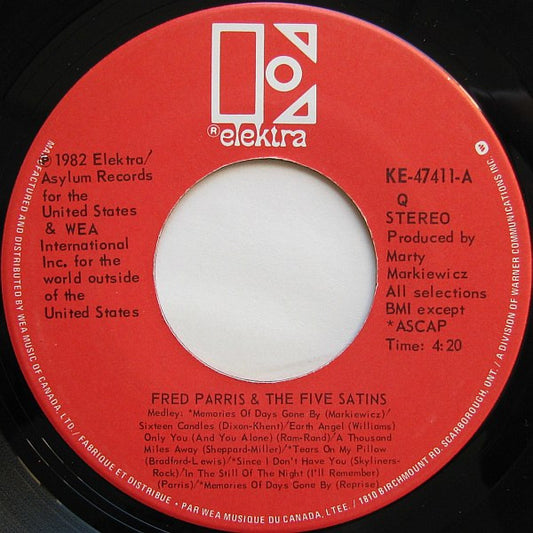 ® elektra
℗ 1982 Elektra/
Asylum Records
for the
United States
& WEA
International
Inc. for the
world outside
of the
United States
KE-47411-A
Q
STEREO
Produced by
Marty
Markiewicz
All selections
BMI except
*ASCAP
Time: 4:20
FRED PARRIS & THE FIVE SATINS
Medley: *Memories Of Days Gone By (Markiewicz)/
Sixteen Candles (Dixon-Khent)/Earth Angel (Williams)
Only You (And You Alone) (Ram-Rand)/A Thousand
Miles Away (Sheppard-Miller)/*Tears On My Pillow
(Bradford-Lewis)/*Since I Don't Have You (Skyliners-
Rock)/In The Still Of The Night (I'll Remember)
(Parris)/*Memories Of Days Gone By (Reprise)
MANUFACTURED AND DISTRIBUTED BY WEA MUSIC OF CANADA, LTD. / FABRIQUE ET DISTRIBUE • PAR WEA MUSIQUE DU CANADA, LTEE. / 1810 BIRCHMOUNT RD. SCARBOROUGH, ONT. / A DIVISION OF WARNER COMMUNICATIONS INC.